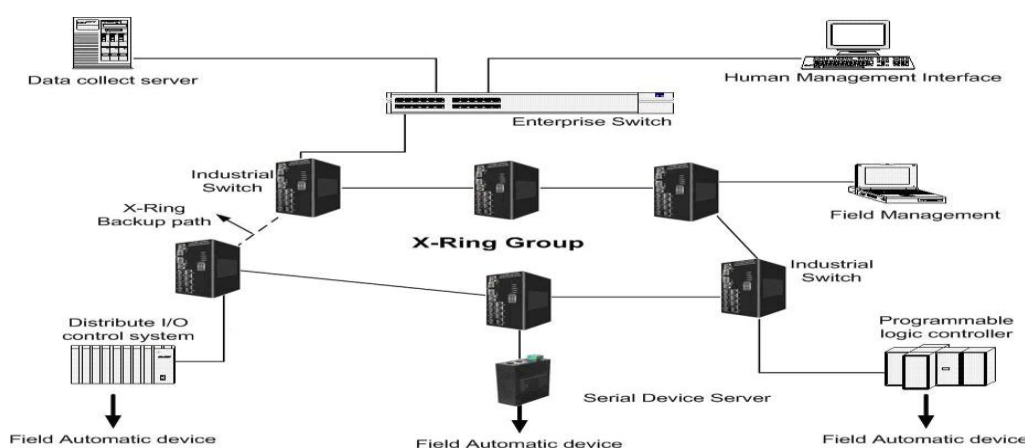 Data collect server
Human Management Interface
Enterprise Switch
Industrial
Switch
X-Ring
Backup path
Field Management
X-Ring Group
Industrial
Switch
Distribute I/O
control system
Programmable
logic controller
Serial Device Server
Field Automatic device
Field Automatic device
Field Automatic device